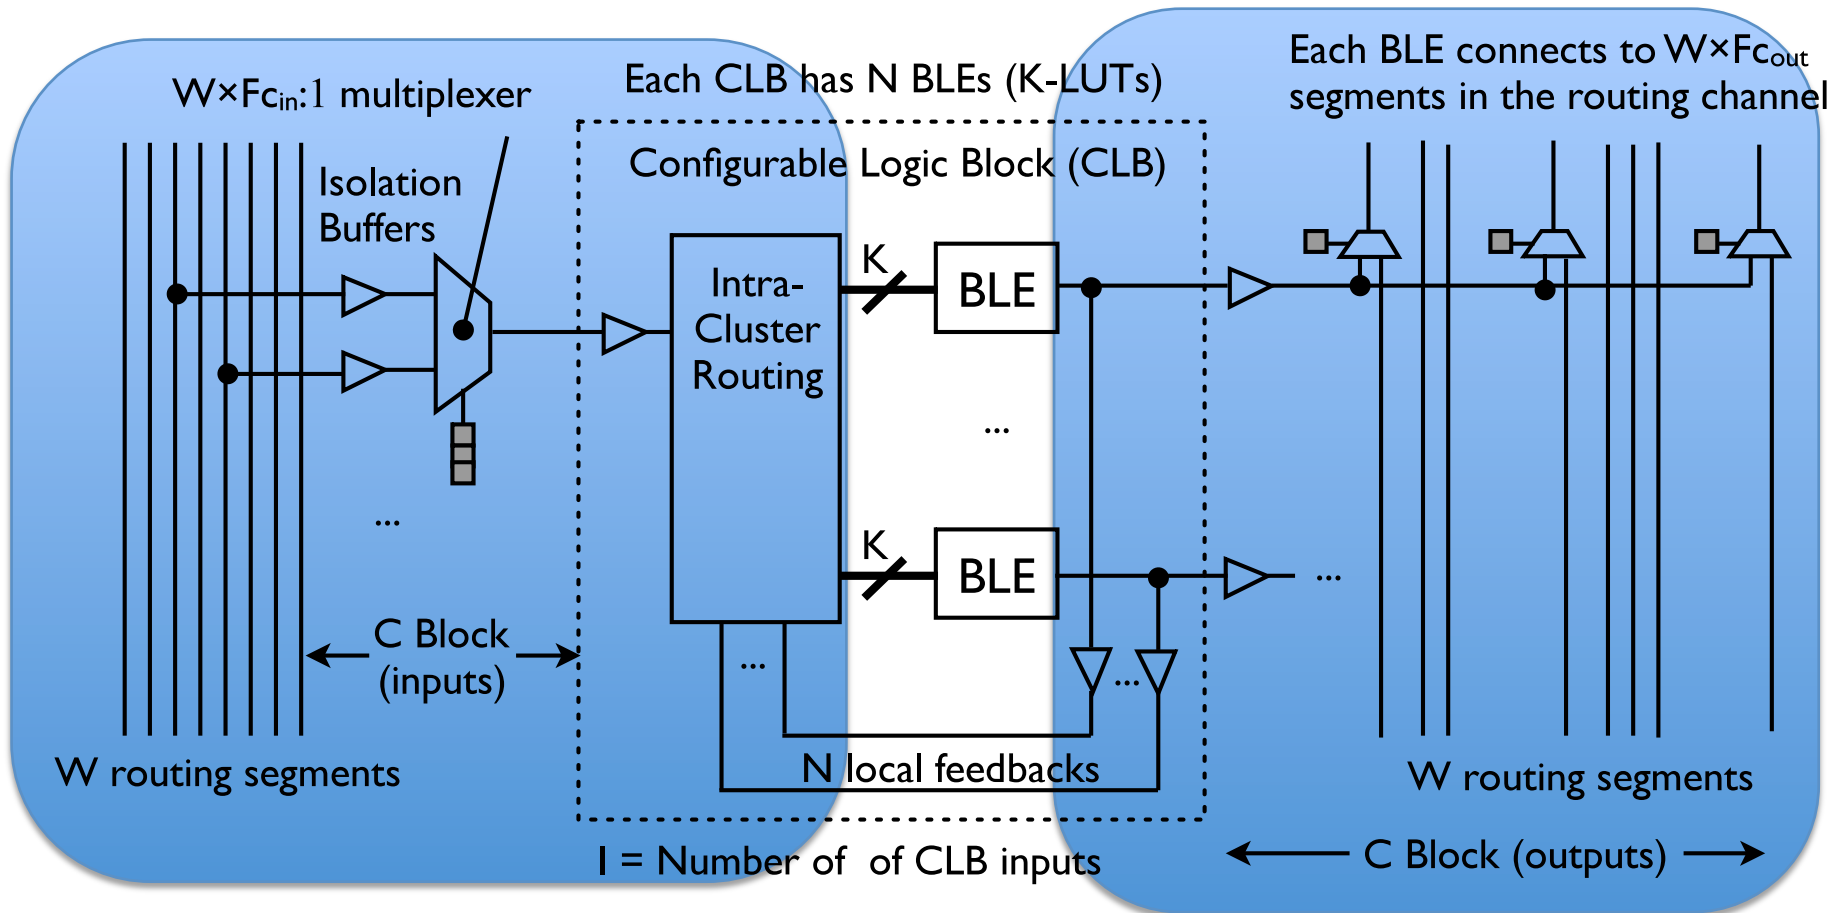 W×Fcin:1 multiplexer
Each CLB has N BLEs (K-LUTs)
Each BLE connects to W×Fcout
segments in the routing channel
Configurable Logic Block (CLB)
Isolation
Buffers
Intra-
Cluster
Routing
K
BLE
...
...
K
BLE
...
C Block
(inputs)
...
...
N local feedbacks
W routing segments
W routing segments
I = Number of of CLB inputs
C Block (outputs)